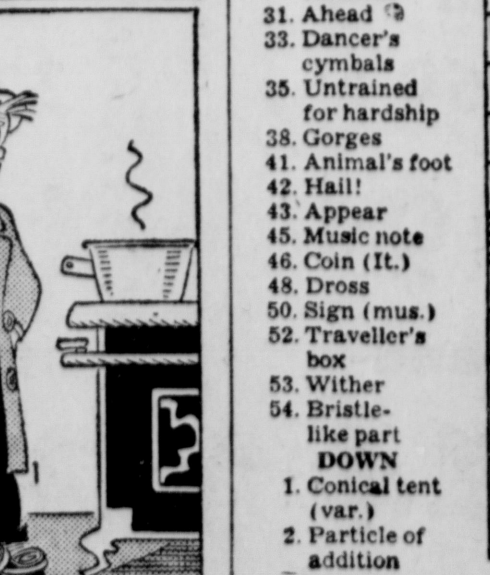 31. Ahead
33. Dancer's
cymbals
35. Untrained
for hardship
38. Gorges
41. Animal's foot
42. Hail!
43. Appear
45. Music note
46. Coin (It.)
48. Dross
50. Sign (mus.)
52. Traveller's
box
53. Wither
54. Bristle-
like part
DOWN
1. Conical tent
(var.)
2. Particle of
addition